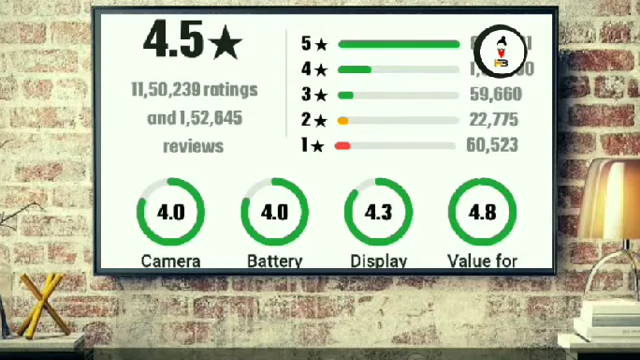 4.5★
11,50,239 ratings
and 1,52,645
reviews
5★
4★
3★ 59,660
2★ 22,775
1★ 60,523
4.0 4.0 4.3 4.8
Camera Battery Display Value for